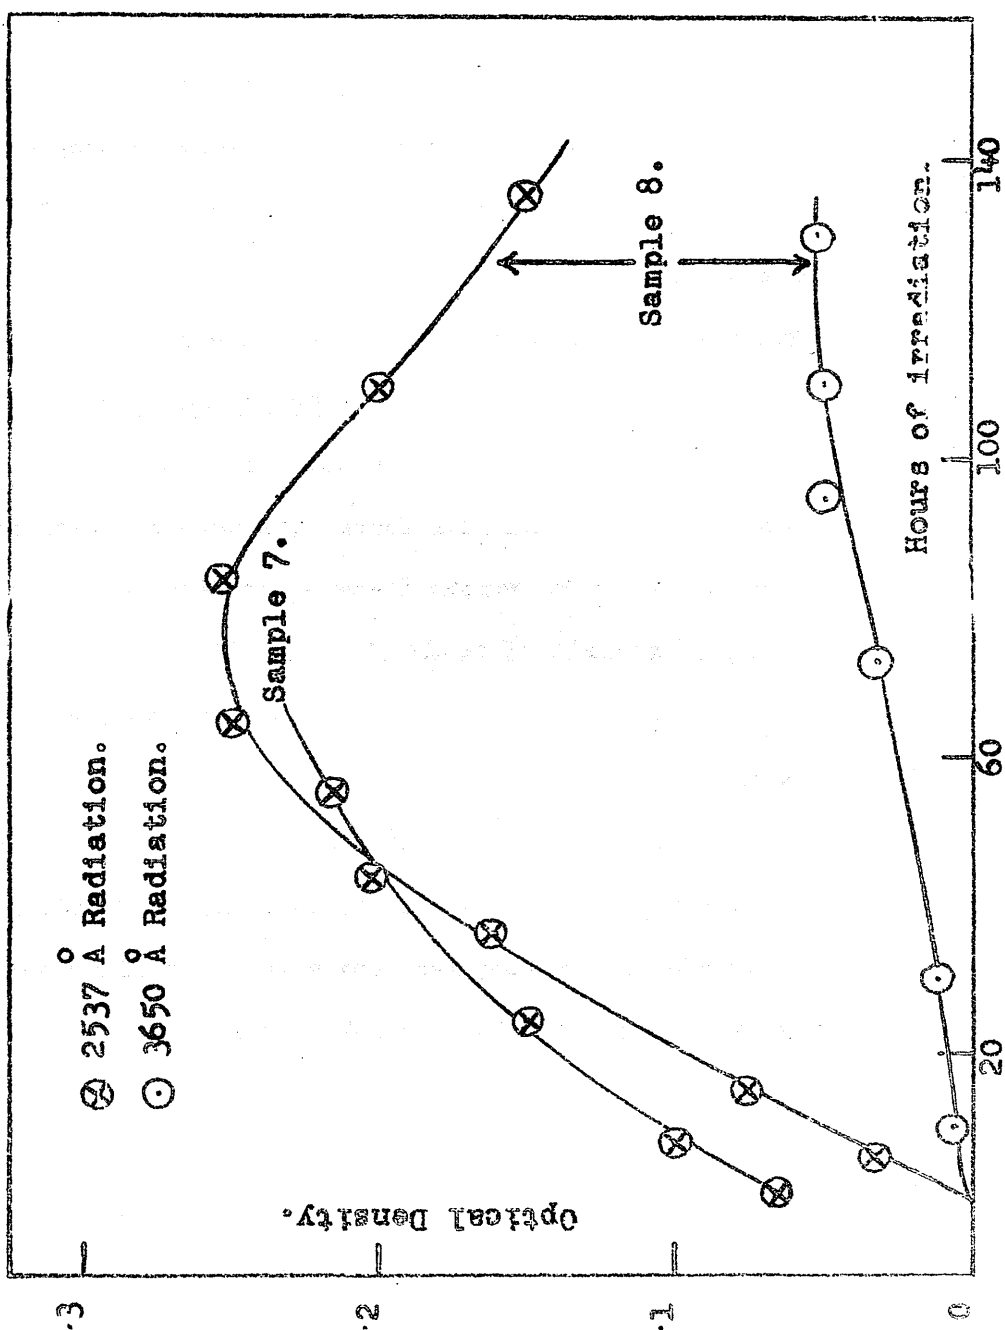 ⊗ 2537 Å Radiation.
⊙ 3650 Å Radiation.
Optical Density.
.3
.2
.1
0
Sample 7.
Sample 8.
Hours of irradiation.
20
60
100
140